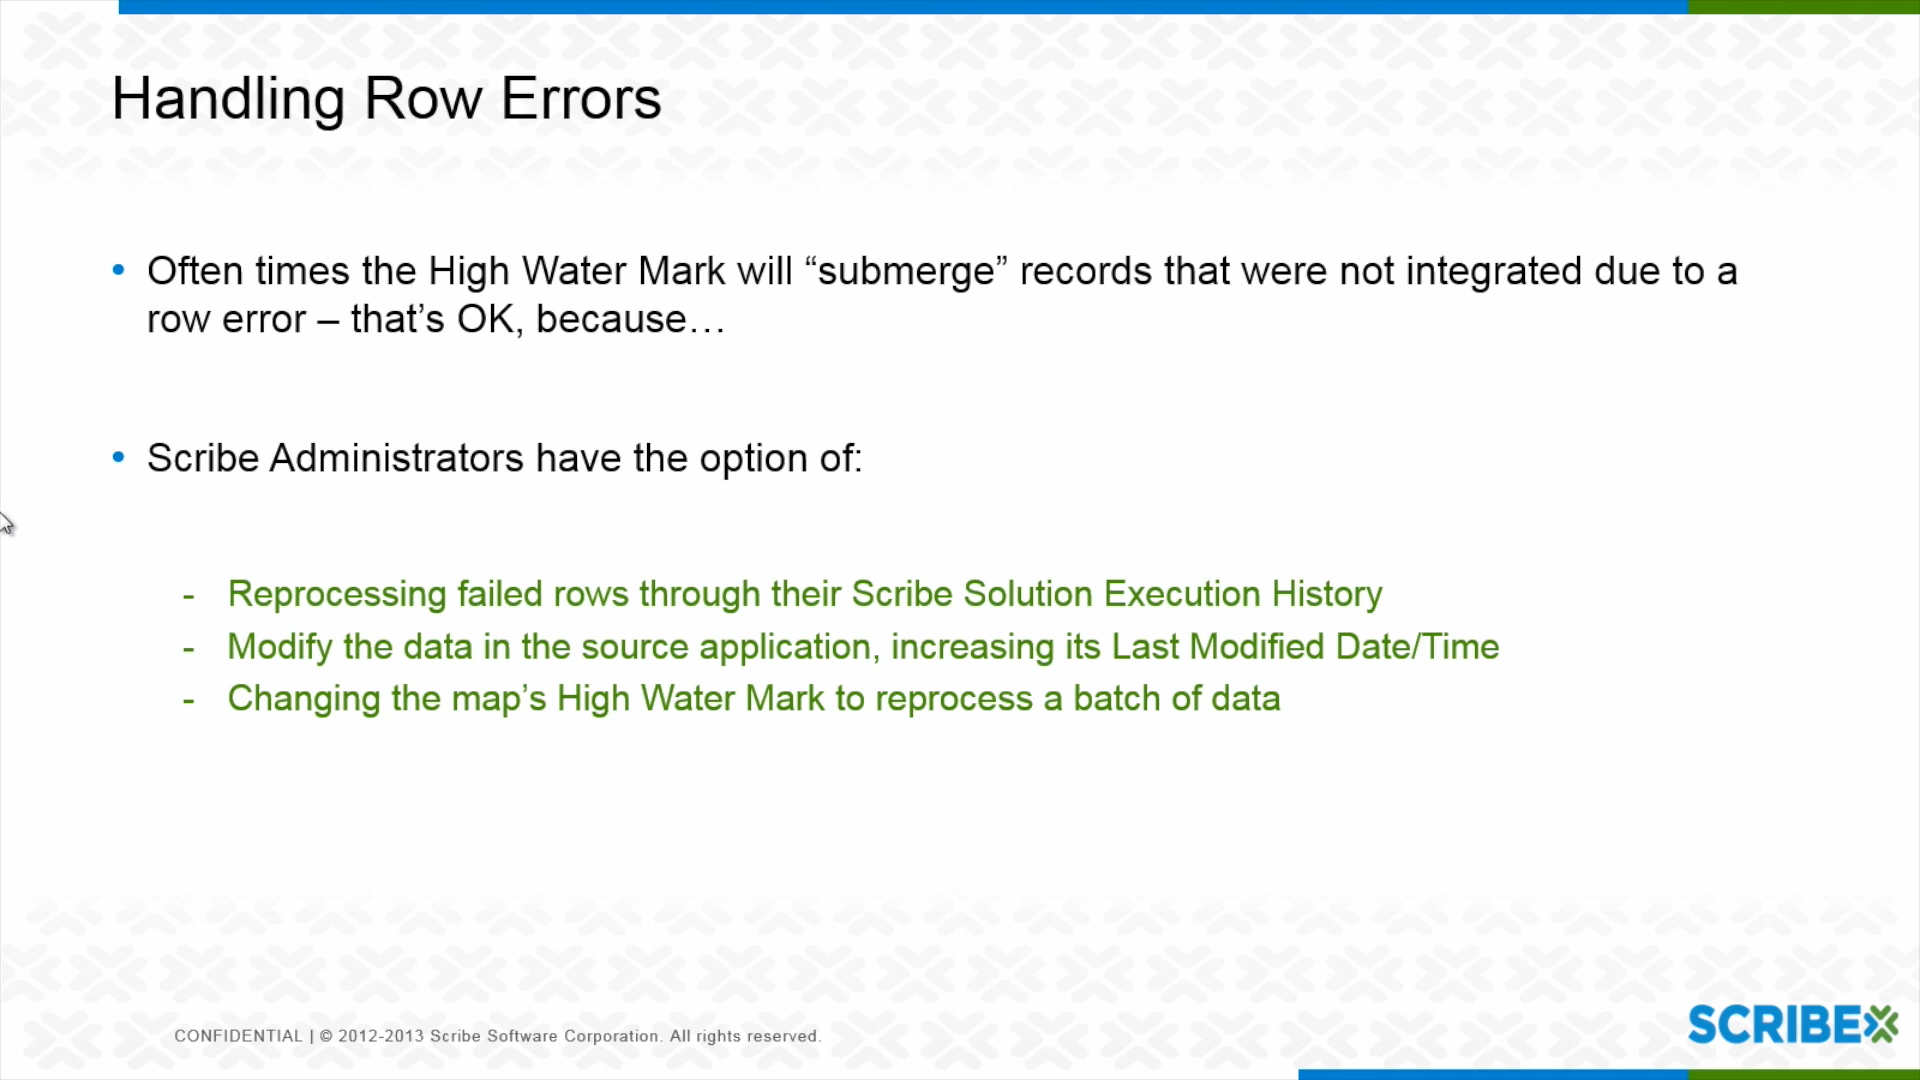 Handling Row Errors
• Often times the High Water Mark will “submerge” records that were not integrated due to a
row error – that’s OK, because…
• Scribe Administrators have the option of:
- Reprocessing failed rows through their Scribe Solution Execution History
- Modify the data in the source application, increasing its Last Modified Date/Time
- Changing the map’s High Water Mark to reprocess a batch of data
CONFIDENTIAL | © 2012-2013 Scribe Software Corporation. All rights reserved.
SCRIBE